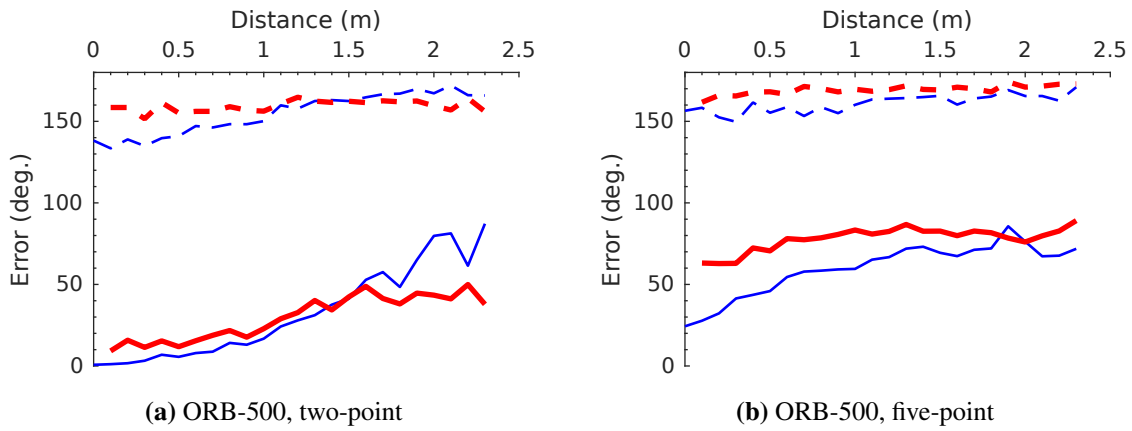 Distance (m)
0 0.5 1 1.5 2 2.5
150
100
50
0
Error (deg.)
(a) ORB-500, two-point
Distance (m)
0 0.5 1 1.5 2 2.5
150
100
50
0
Error (deg.)
(b) ORB-500, five-point